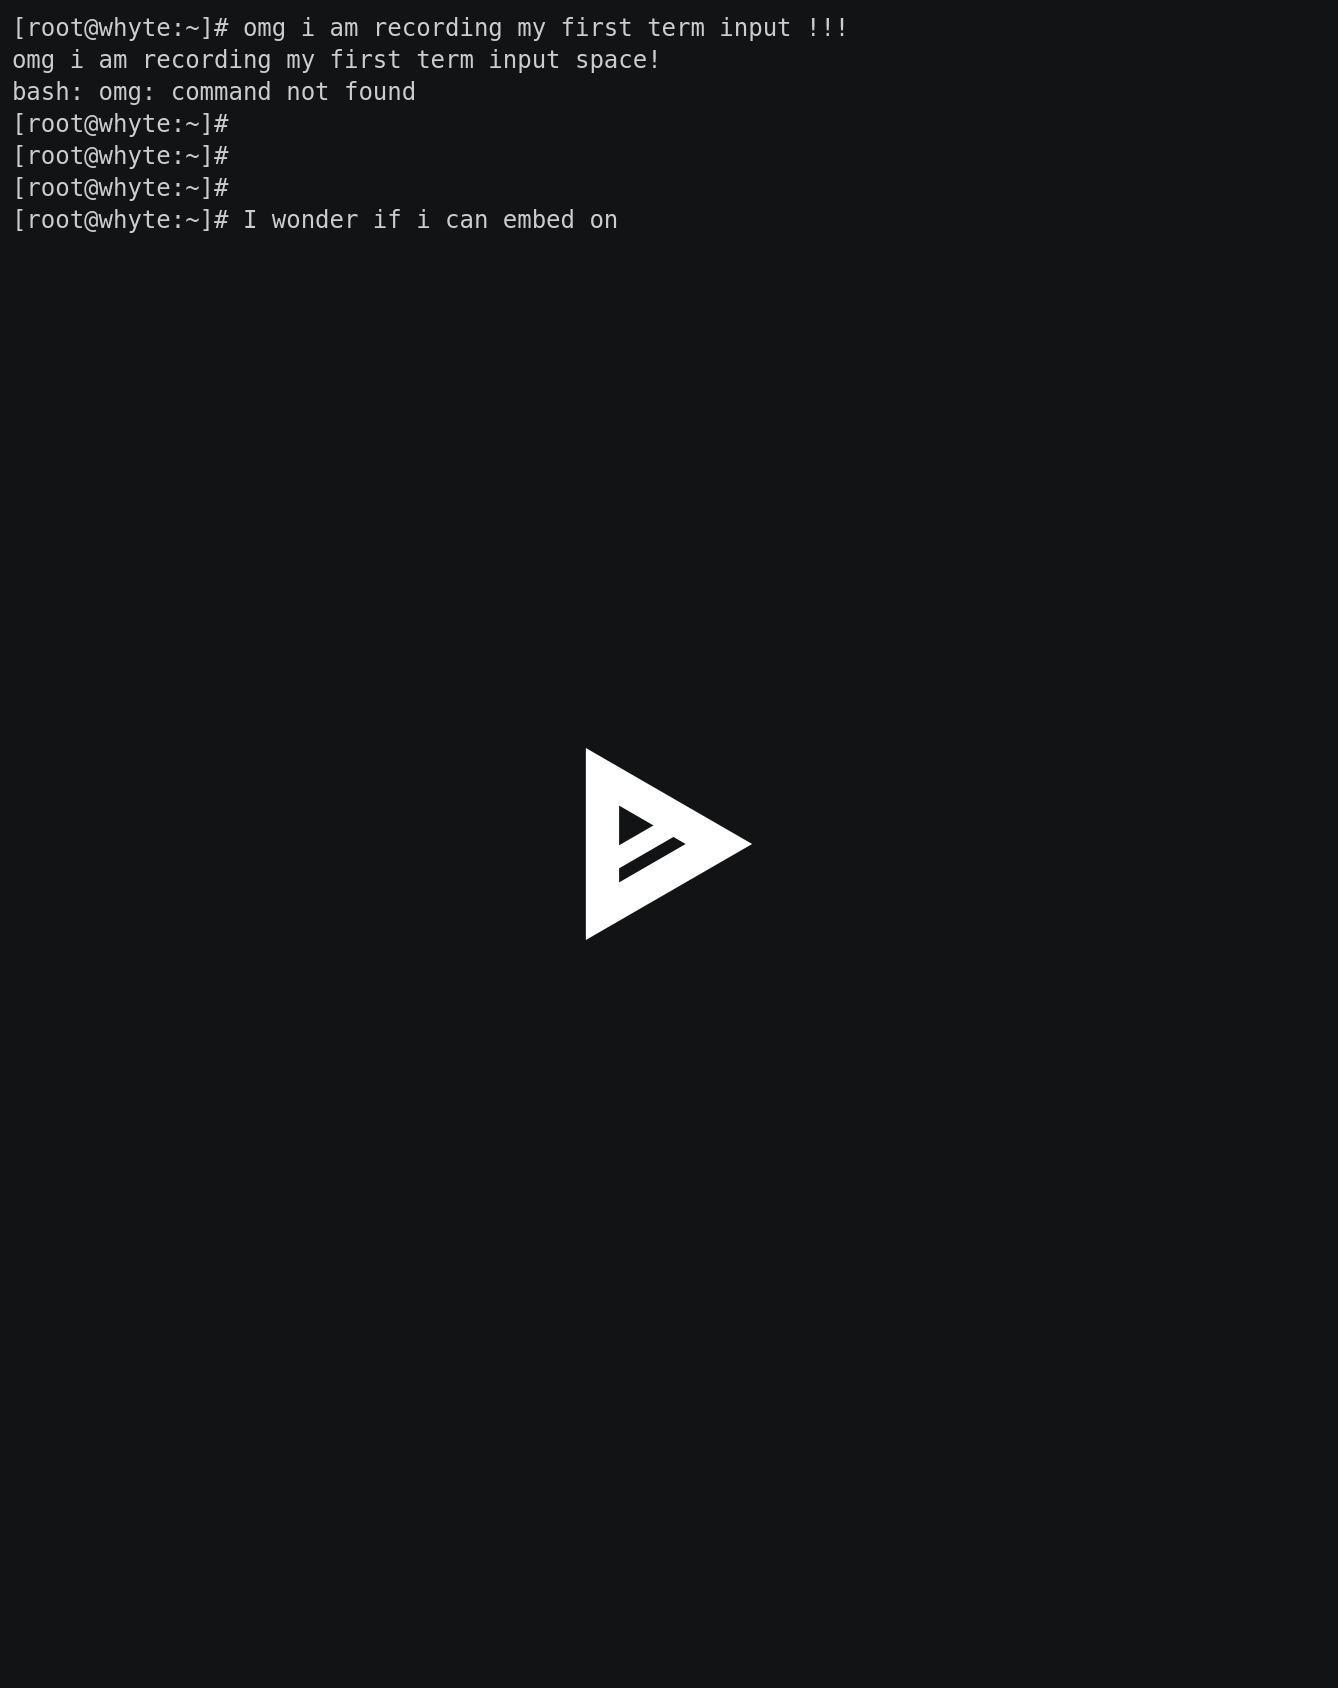 [root@whyte:~]# omg i am recording my first term input !!!
omg i am recording my first term input space!
bash: omg: command not found
[root@whyte:~]#
[root@whyte:~]#
[root@whyte:~]#
[root@whyte:~]# I wonder if i can embed on